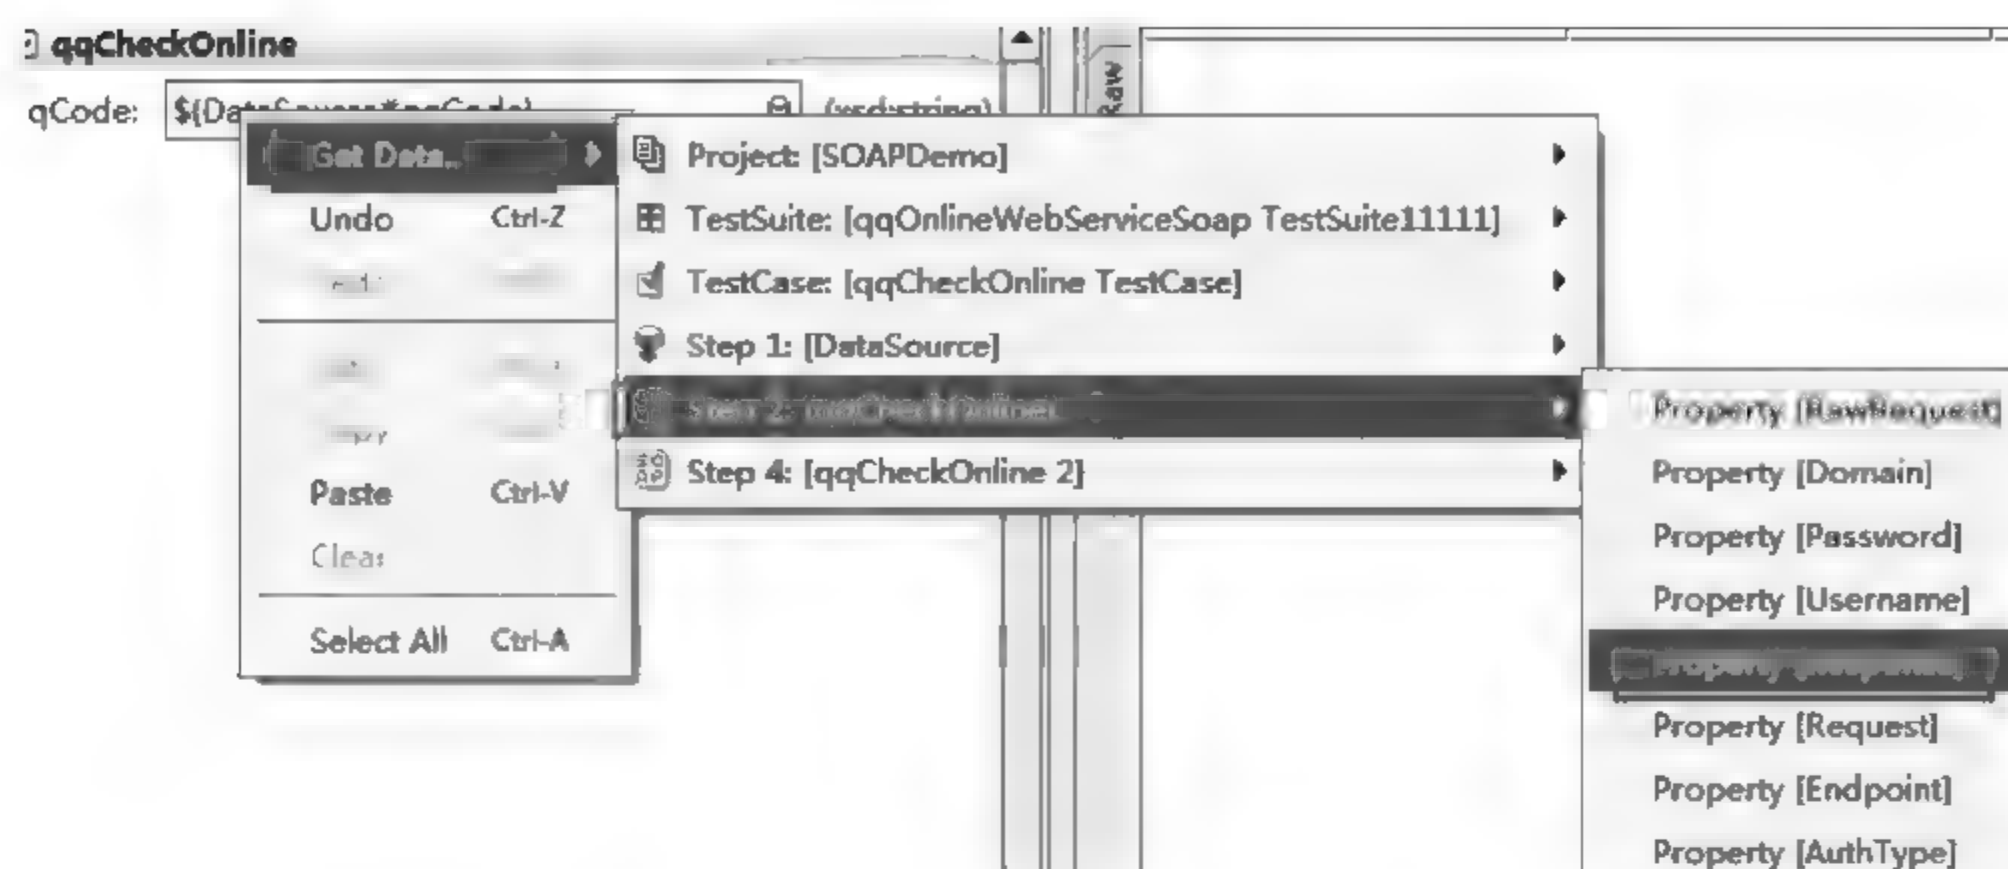 qqCheckOnline
qCode:
Raw
Get Data..
Undo Ctrl-Z
Paste Ctrl-V
Clear
Select All Ctrl-A
Project: [SOAPDemo]
TestSuite: [qqOnlineWebServiceSoap TestSuite11111]
TestCase: [qqCheckOnline TestCase]
Step 1: [DataSource]
Step 4: [qqCheckOnline 2]
Property [RawRequest]
Property [Domain]
Property [Password]
Property [Username]
Property
Property [Request]
Property [Endpoint]
Property [AuthType]